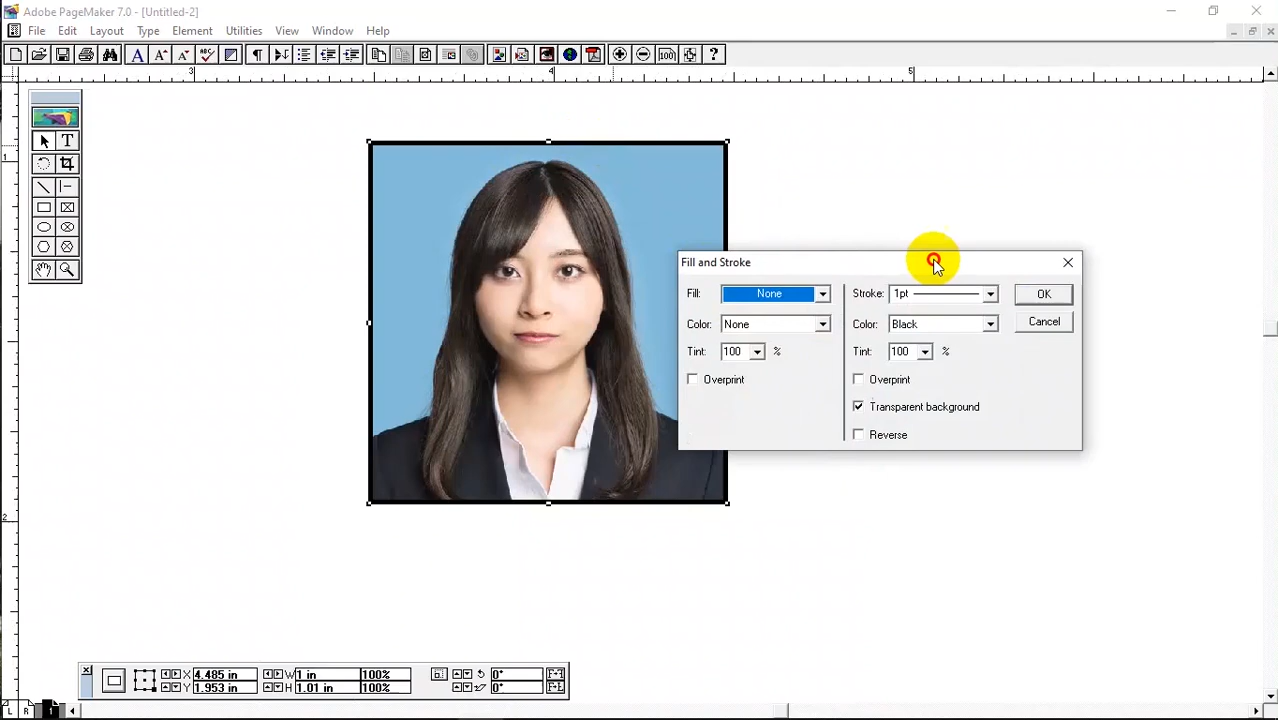 Adobe PageMaker 7.0 - [Untitled-2]
File Edit Layout Type Element Utilities View Window Help
3 4 5
1
2
Fill and Stroke
Fill: None Stroke: 1pt OK
Color: None Color: Black Cancel
Tint: 100 % Tint: 100 %
Overprint Overprint
Transparent background
Reverse
X 4.485 in W 1 in 100% 0°
Y 1.953 in H 1.01 in 100% 0°
L R 1